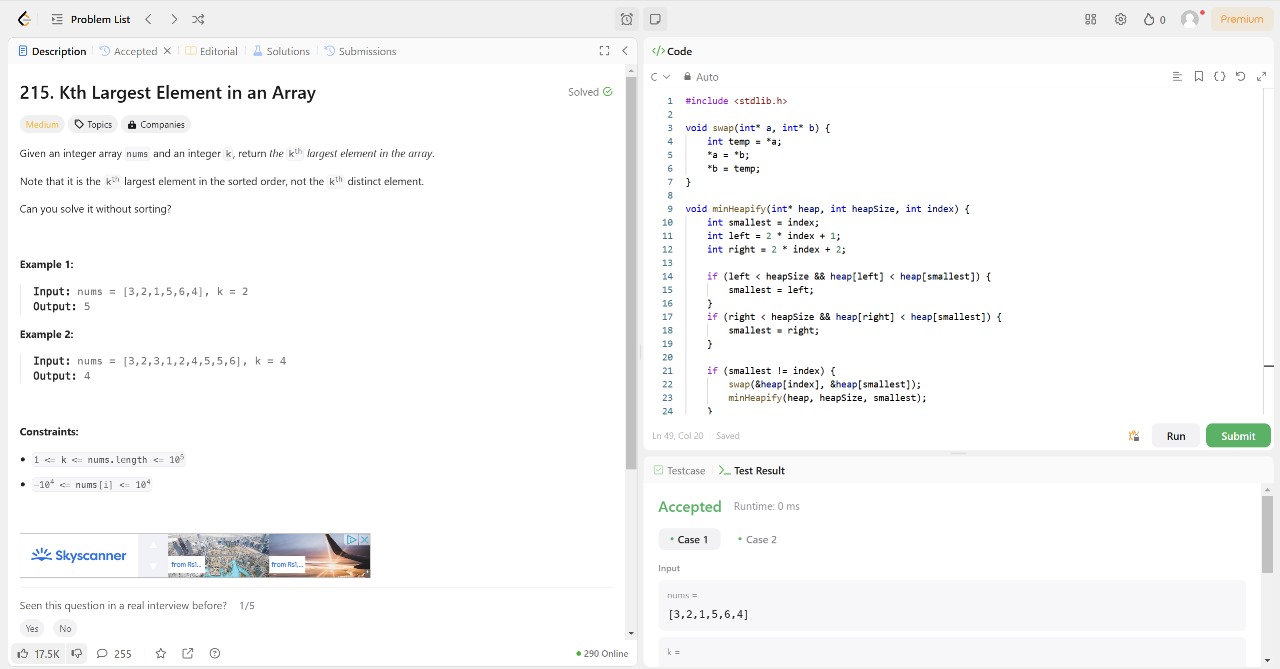 Problem List
0
Premium
Description
Accepted
Editorial
Solutions
Submissions
215. Kth Largest Element in an Array
Solved
Medium
Topics
Companies
Given an integer array nums and an integer k, return the kth largest element in the array.
Note that it is the kth largest element in the sorted order, not the kth distinct element.
Can you solve it without sorting?
Example 1:
Input: nums = [3,2,1,5,6,4], k = 2
Output: 5
Example 2:
Input: nums = [3,2,3,1,2,4,5,5,6], k = 4
Output: 4
Constraints:
• 1 <= k <= nums.length <= 10⁵
• -10⁴ <= nums[i] <= 10⁴
Skyscanner
from Rs1...
from Rs1...
Seen this question in a real interview before? 1/5
Yes
No
17.5K
255
290 Online
</> Code
C
Auto
1 #include <stdlib.h>
2
3 void swap(int* a, int* b) {
4     int temp = *a;
5     *a = *b;
6     *b = temp;
7 }
8
9 void minHeapify(int* heap, int heapSize, int index) {
10     int smallest = index;
11     int left = 2 * index + 1;
12     int right = 2 * index + 2;
13
14     if (left < heapSize && heap[left] < heap[smallest]) {
15         smallest = left;
16     }
17     if (right < heapSize && heap[right] < heap[smallest]) {
18         smallest = right;
19     }
20
21     if (smallest != index) {
22         swap(&heap[index], &heap[smallest]);
23         minHeapify(heap, heapSize, smallest);
24     }
Ln 49, Col 20
Saved
Run
Submit
Testcase
Test Result
Accepted
Runtime: 0 ms
• Case 1
• Case 2
Input
nums =
[3,2,1,5,6,4]
k =